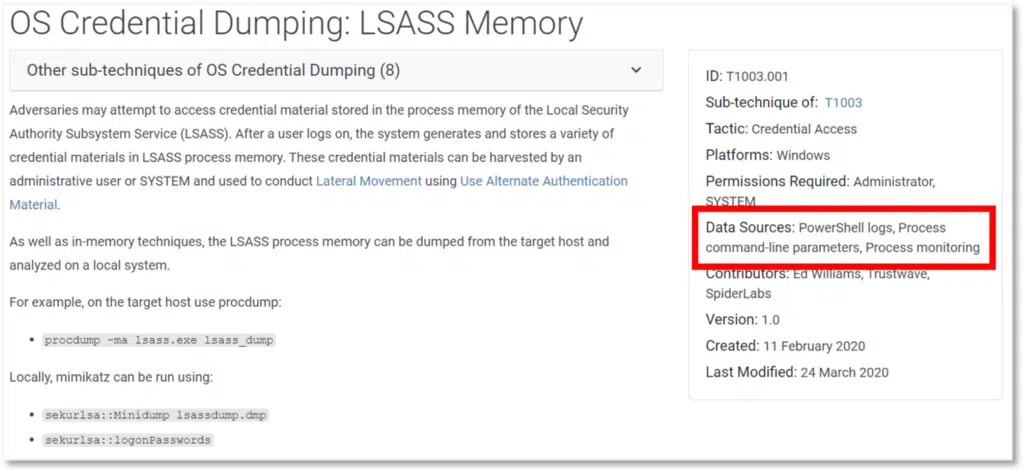 OS Credential Dumping: LSASS Memory
Other sub-techniques of OS Credential Dumping (8)
Adversaries may attempt to access credential material stored in the process memory of the Local Security
Authority Subsystem Service (LSASS). After a user logs on, the system generates and stores a variety of
credential materials in LSASS process memory. These credential materials can be harvested by an
administrative user or SYSTEM and used to conduct Lateral Movement using Use Alternate Authentication
Material.
As well as in-memory techniques, the LSASS process memory can be dumped from the target host and
analyzed on a local system.
For example, on the target host use procdump:
• procdump -ma lsass.exe lsass_dump
Locally, mimikatz can be run using:
• sekurlsa::Minidump lsassdump.dmp
• sekurlsa::logonPasswords
ID: T1003.001
Sub-technique of: T1003
Tactic: Credential Access
Platforms: Windows
Permissions Required: Administrator,
SYSTEM
Data Sources: PowerShell logs, Process
command-line parameters, Process monitoring
Contributors: Ed Williams, Trustwave,
SpiderLabs
Version: 1.0
Created: 11 February 2020
Last Modified: 24 March 2020